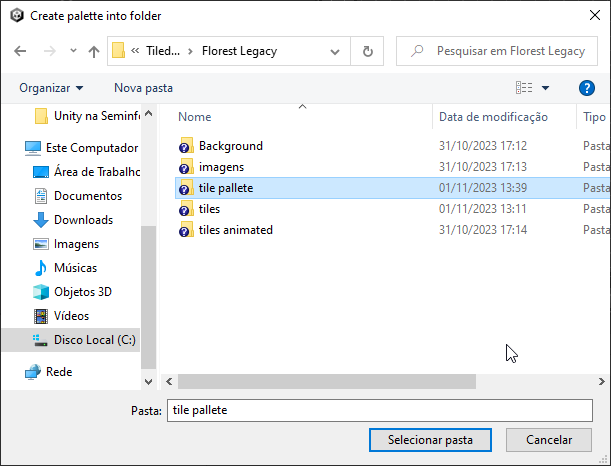 Create palette into folder
« Tiled... › Florest Legacy
Pesquisar em Florest Legacy
Organizar
Nova pasta
?
Unity na Seminfo
Este Computador
Área de Trabalho
Documentos
Downloads
Imagens
Músicas
Objetos 3D
Vídeos
Disco Local (C:)
Rede
Nome Data de modificação Tipo
Background 31/10/2023 17:12 Pasta
imagens 31/10/2023 17:13 Pasta
tile pallete 01/11/2023 13:39 Pasta
tiles 01/11/2023 13:11 Pasta
tiles animated 31/10/2023 17:14 Pasta
Pasta: tile pallete
Selecionar pasta Cancelar